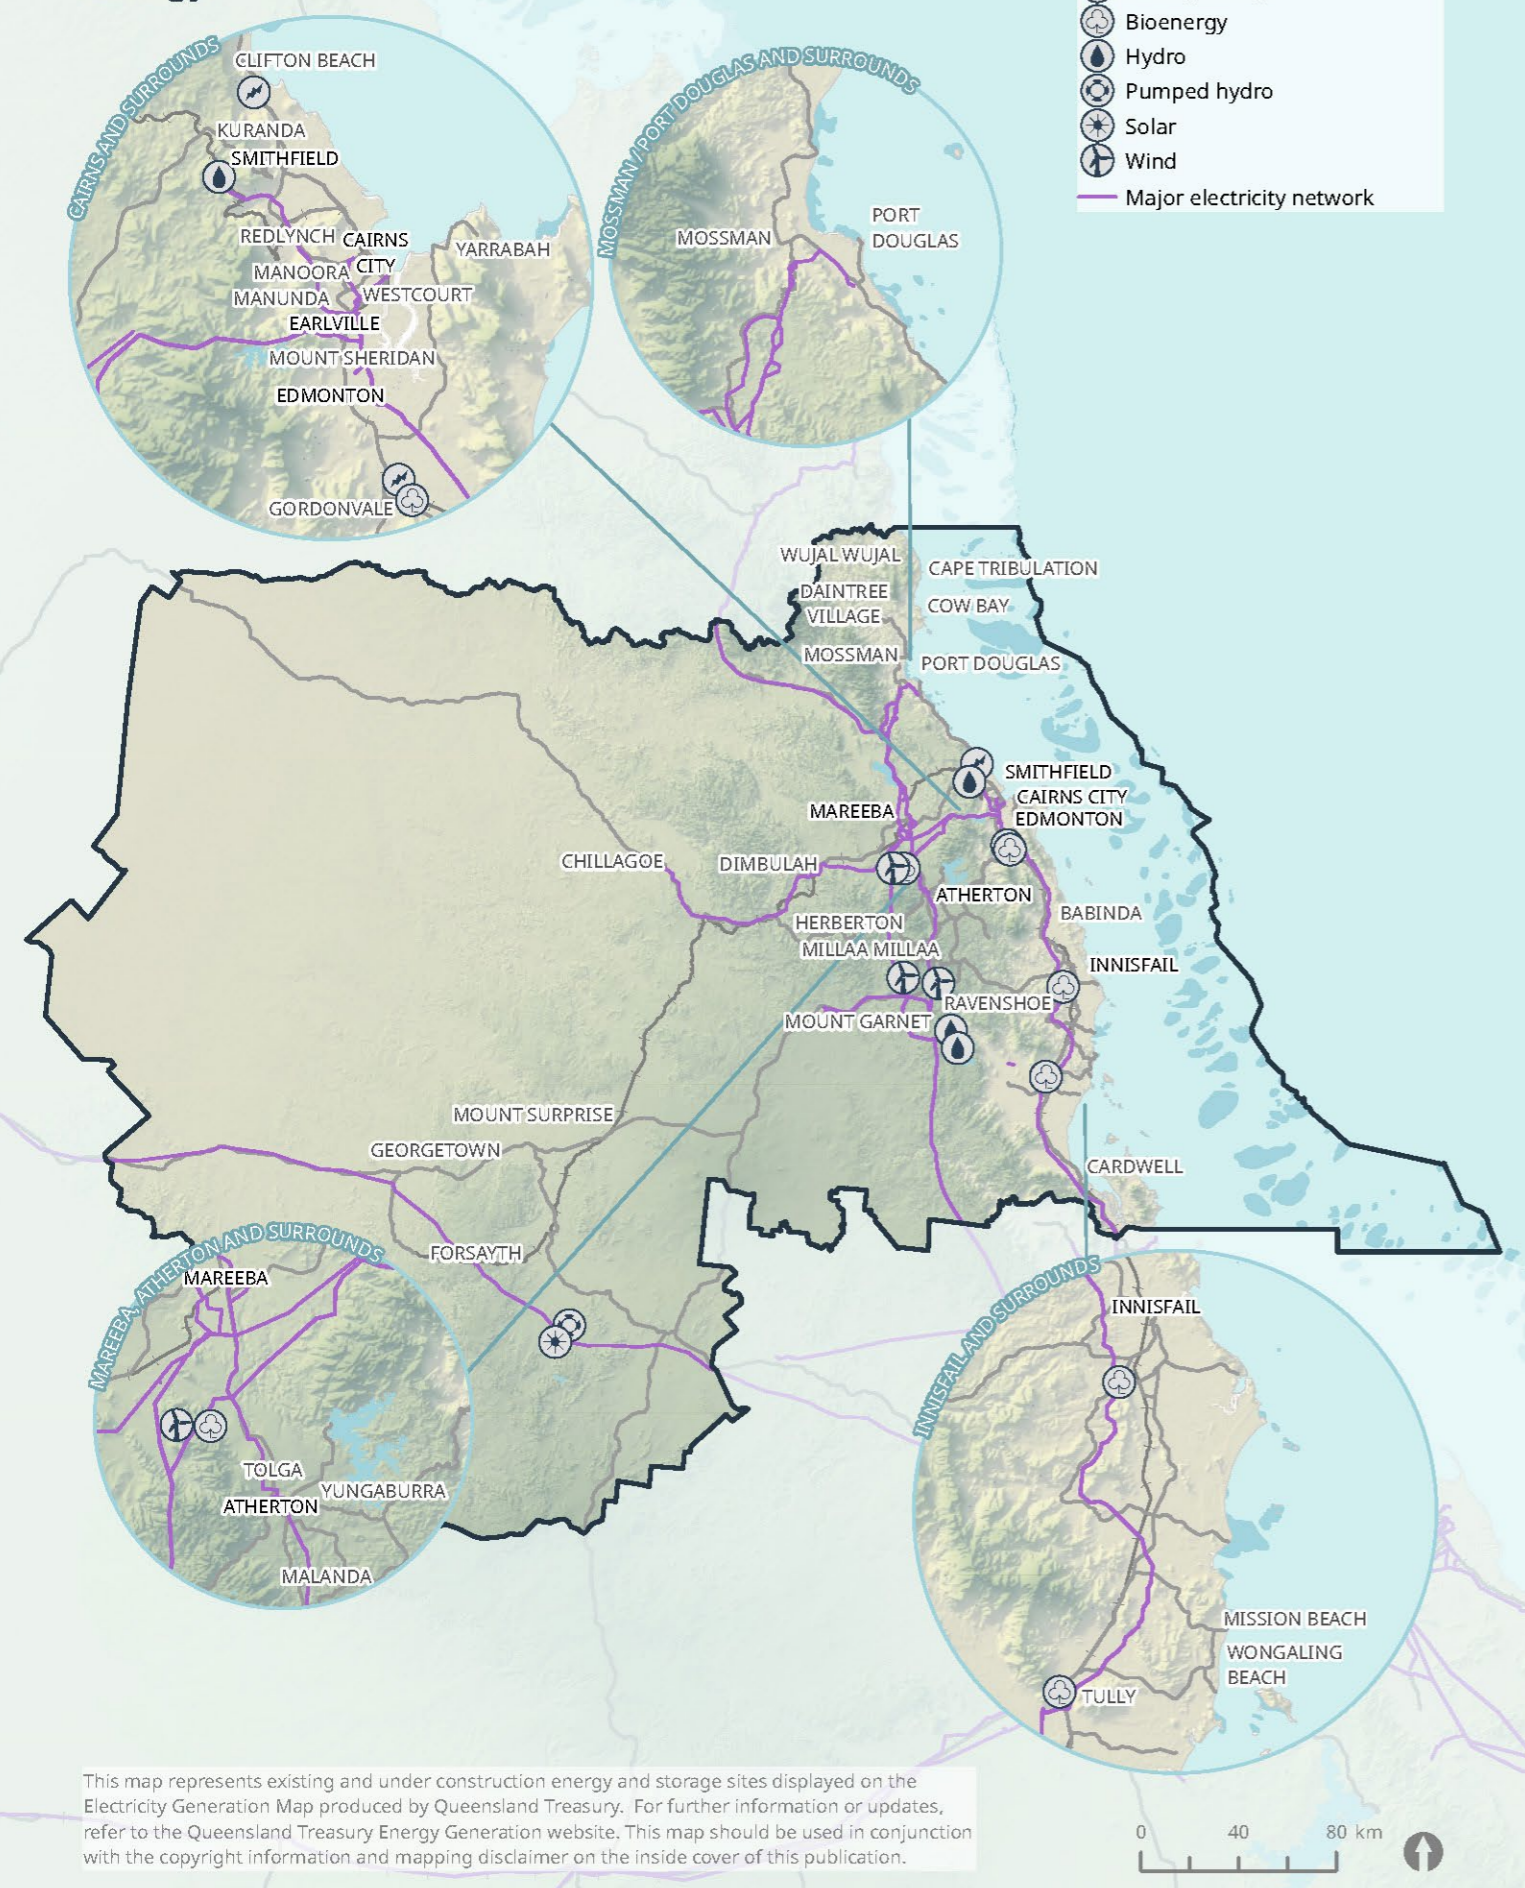 Bioenergy
Hydro
Pumped hydro
Solar
Wind
Major electricity network
CAIRNS AND SURROUNDS
CLIFTON BEACH
KURANDA
SMITHFIELD
REDLYNCH
CAIRNS
CITY
YARRABAH
MANOORA
MANUNDA
WESTCOURT
EARLVILLE
MOUNT SHERIDAN
EDMONTON
GORDONVALE
MOSSMAN / PORT DOUGLAS AND SURROUNDS
MOSSMAN
PORT
DOUGLAS
WUJAL WUJAL
CAPE TRIBULATION
DAINTREE
VILLAGE
COW BAY
MOSSMAN
PORT DOUGLAS
SMITHFIELD
CAIRNS CITY
EDMONTON
MAREEBA
CHILLAGOE
DIMBULAH
ATHERTON
HERBERTON
BABINDA
MILLAA MILLAA
INNISFAIL
RAVENSHOE
MOUNT GARNET
MOUNT SURPRISE
GEORGETOWN
CARDWELL
FORSAYTH
MAREEBA, ATHERTON AND SURROUNDS
MAREEBA
TOLGA
YUNGABURRA
ATHERTON
MALANDA
INNISFAIL AND SURROUNDS
INNISFAIL
MISSION BEACH
WONGALING
BEACH
TULLY
This map represents existing and under construction energy and storage sites displayed on the
Electricity Generation Map produced by Queensland Treasury. For further information or updates,
refer to the Queensland Treasury Energy Generation website. This map should be used in conjunction
with the copyright information and mapping disclaimer on the inside cover of this publication.
0 40 80 km